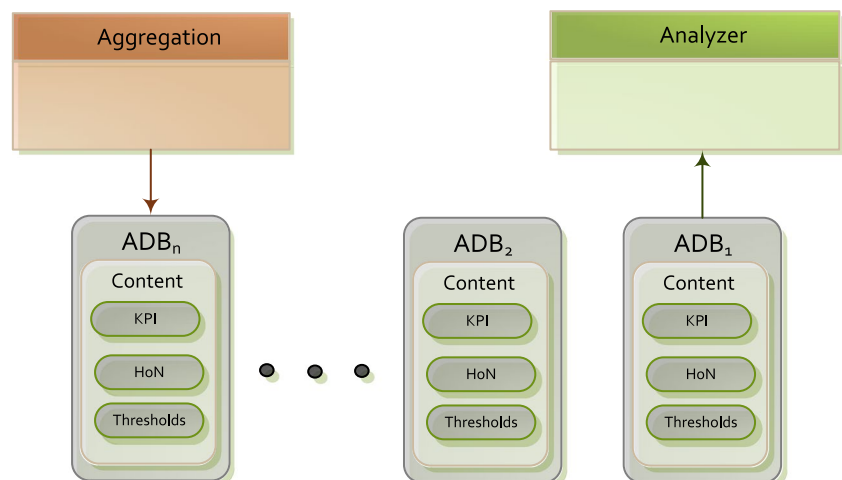 Aggregation
Analyzer
ADBₙ
Content
KPI
HoN
Thresholds
ADB₂
Content
KPI
HoN
Thresholds
ADB₁
Content
KPI
HoN
Thresholds